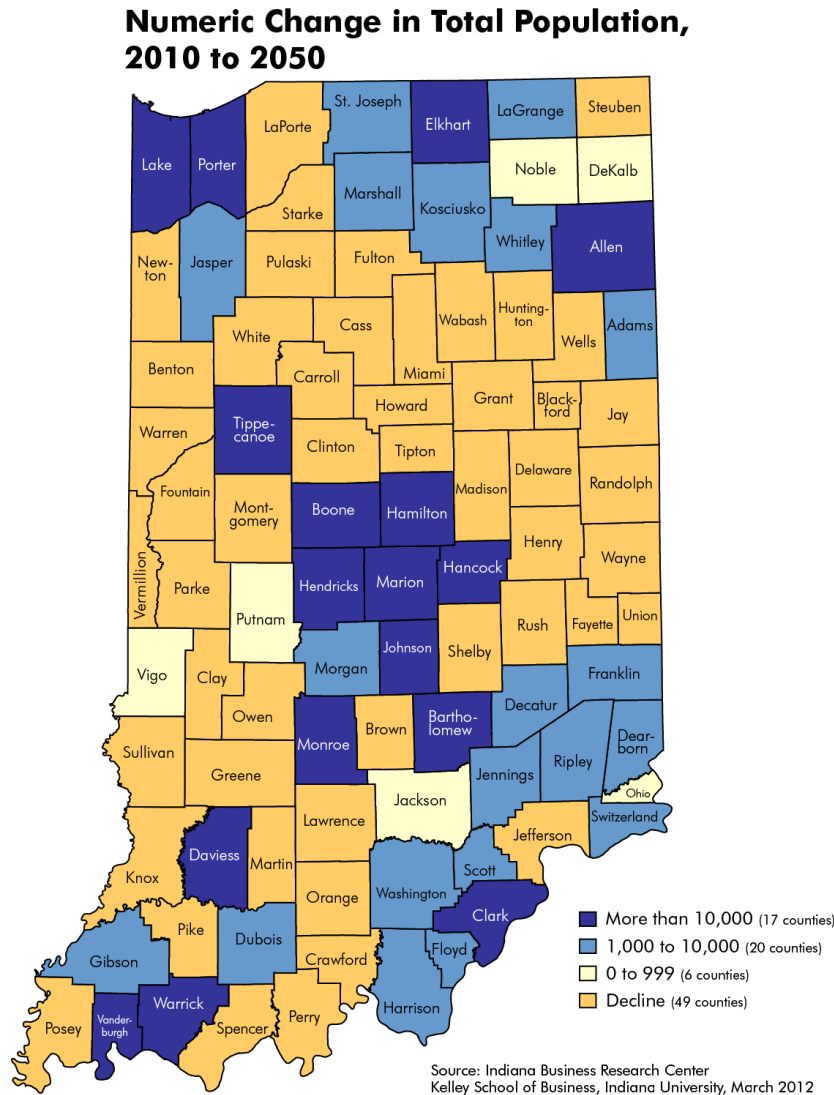 Numeric Change in Total Population,
2010 to 2050
St. Joseph
Elkhart
LaGrange
Steuben
LaPorte
Lake
Porter
Noble
DeKalb
Marshall
Kosciusko
Starke
Whitley
Allen
New-
ton
Jasper
Pulaski
Fulton
Wabash
Hunting-
ton
Wells
Adams
White
Cass
Miami
Benton
Carroll
Howard
Grant
Black-
ford
Jay
Warren
Tippe-
canoe
Clinton
Tipton
Fountain
Madison
Delaware
Randolph
Mont-
gomery
Boone
Hamilton
Henry
Wayne
Vermillion
Parke
Hendricks
Marion
Hancock
Putnam
Rush
Fayette
Union
Vigo
Clay
Morgan
Johnson
Shelby
Franklin
Owen
Decatur
Monroe
Brown
Bartho-
lomew
Dear-
born
Sullivan
Greene
Jennings
Ripley
Ohio
Jackson
Switzerland
Lawrence
Jefferson
Knox
Daviess
Martin
Scott
Washington
Orange
Clark
Pike
Dubois
Floyd
Gibson
Crawford
Harrison
Warrick
Vander-
burgh
Posey
Spencer
Perry
More than 10,000 (17 counties)
1,000 to 10,000 (20 counties)
0 to 999 (6 counties)
Decline (49 counties)
Source: Indiana Business Research Center
Kelley School of Business, Indiana University, March 2012